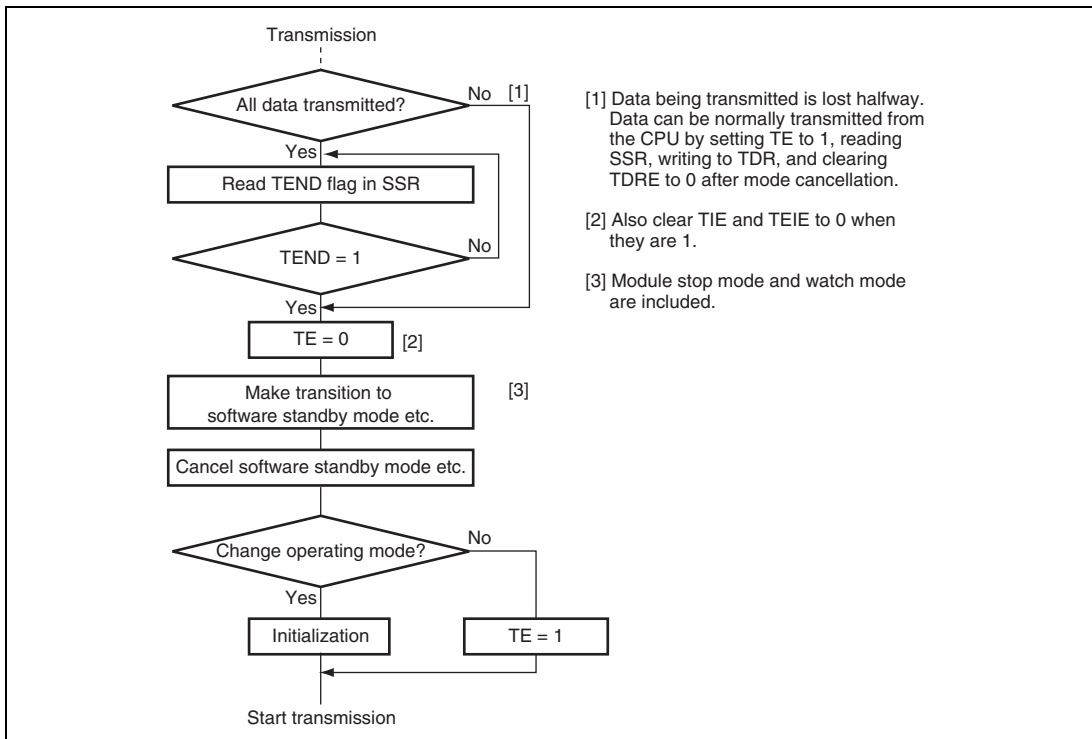 Transmission
All data transmitted?
No
[1]
Yes
Read TEND flag in SSR
TEND = 1
No
Yes
TE = 0
[2]
Make transition to
software standby mode etc.
[3]
Cancel software standby mode etc.
Change operating mode?
No
Yes
Initialization
TE = 1
Start transmission
[1] Data being transmitted is lost halfway.
Data can be normally transmitted from
the CPU by setting TE to 1, reading
SSR, writing to TDR, and clearing
TDRE to 0 after mode cancellation.
[2] Also clear TIE and TEIE to 0 when
they are 1.
[3] Module stop mode and watch mode
are included.